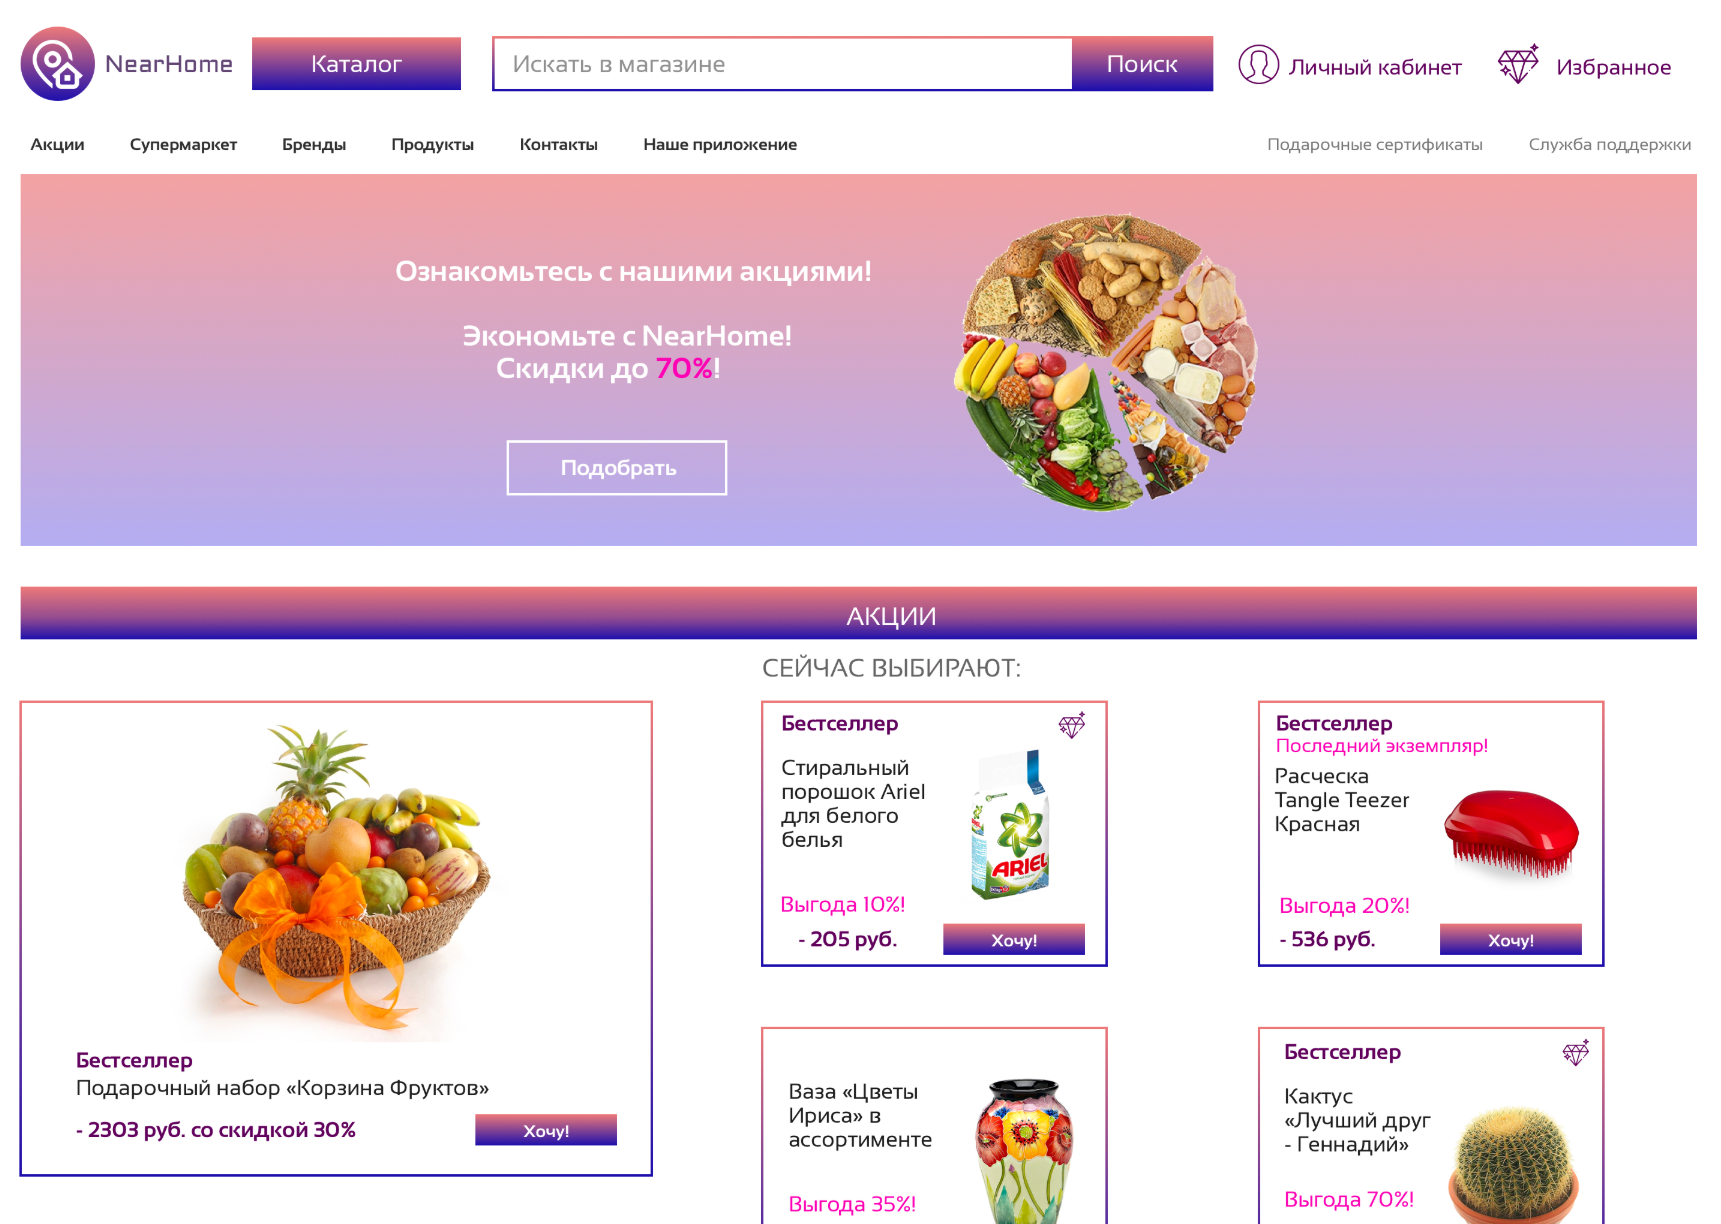 NearHome
Каталог
Искать в магазине
Поиск
Личный кабинет
Избранное
Акции
Супермаркет
Бренды
Продукты
Контакты
Наше приложение
Подарочные сертификаты
Служба поддержки
Ознакомьтесь с нашими акциями!
Экономьте с NearHome!
Скидки до 70%!
Подобрать
АКЦИИ
СЕЙЧАС ВЫБИРАЮТ:
Бестселлер
Подарочный набор «Корзина Фруктов»
- 2303 руб. со скидкой 30%
Хочу!
Бестселлер
Стиральный
порошок Ariel
для белого
белья
ARIEL
Выгода 10%!
- 205 руб.
Хочу!
Бестселлер
Последний экземпляр!
Расческа
Tangle Teezer
Красная
Выгода 20%!
- 536 руб.
Хочу!
Ваза «Цветы
Ириса» в
ассортименте
Выгода 35%!
Бестселлер
Кактус
«Лучший друг
- Геннадий»
Выгода 70%!